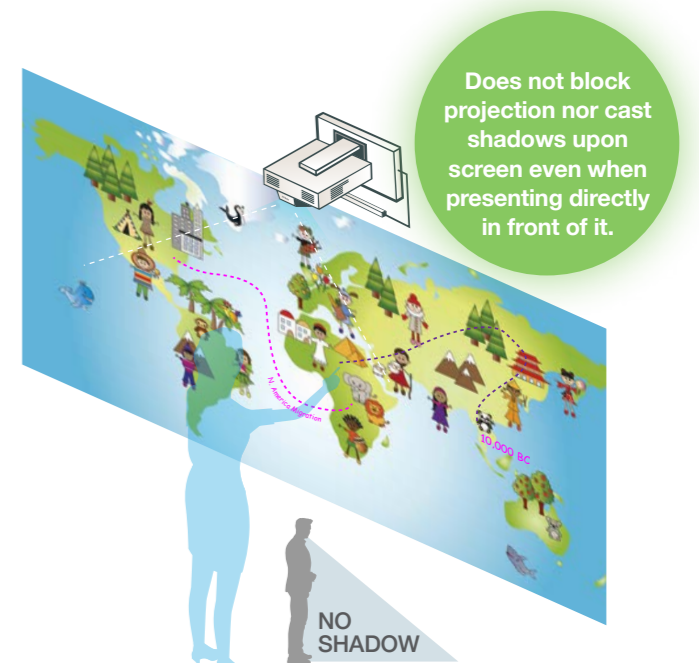 Does not block
projection nor cast
shadows upon
screen even when
presenting directly
in front of it.
N. America Migration
10,000 BC
NO
SHADOW